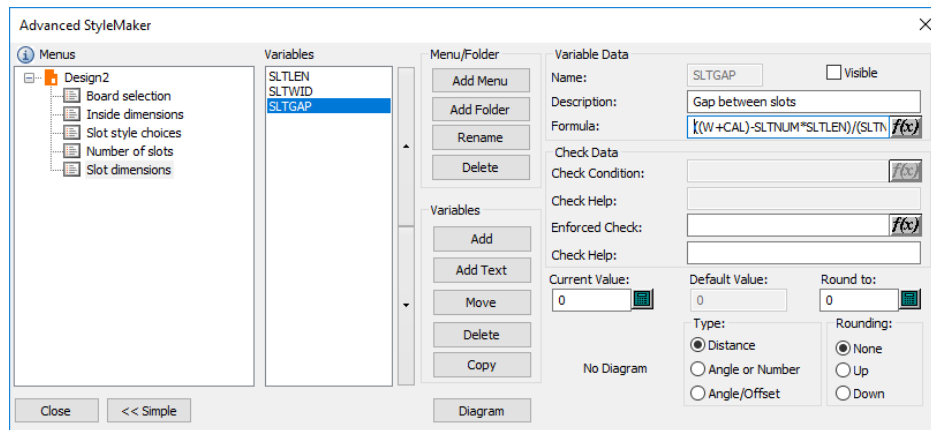 Advanced StyleMaker
Menus
Design2
Board selection
Inside dimensions
Slot style choices
Number of slots
Slot dimensions
Variables
SLTLEN
SLTWID
SLTGAP
Menu/Folder
Add Menu
Add Folder
Rename
Delete
Variables
Add
Add Text
Move
Delete
Copy
Variable Data
Name: SLTGAP Visible
Description: Gap between slots
Formula: ((W+CAL)-SLTNUM*SLTLEN)/(SLTN f(x)
Check Data
Check Condition: f(x)
Check Help:
Enforced Check: f(x)
Check Help:
Current Value: Default Value: Round to:
0 0 0
No Diagram
Type:
Distance
Angle or Number
Angle/Offset
Rounding:
None
Up
Down
Close << Simple Diagram